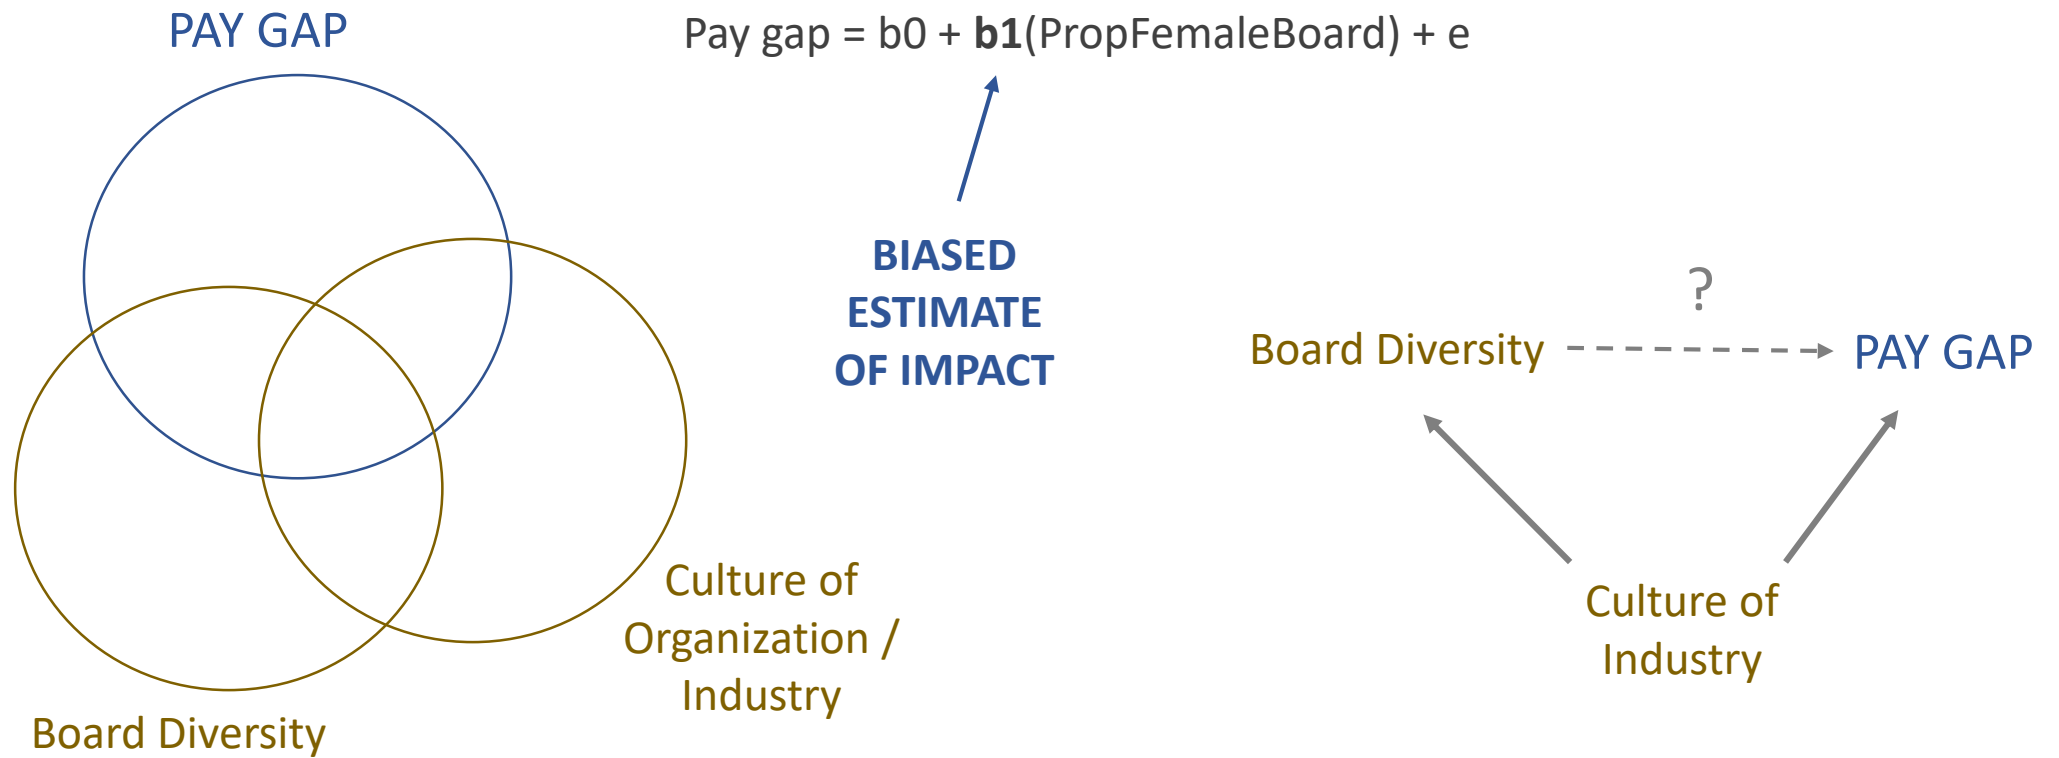 PAY GAP
Pay gap = b0 + b1(PropFemaleBoard) + e
BIASED
ESTIMATE
OF IMPACT
?
Board Diversity
PAY GAP
Culture of
Organization /
Industry
Culture of
Industry
Board Diversity